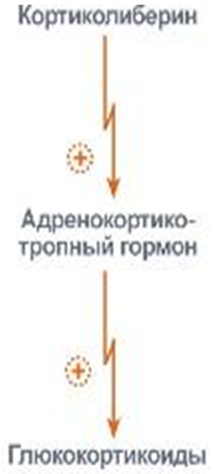 Кортиколиберин
+
Адренокортико-
тропный гормон
+
Глюкокортикоиды